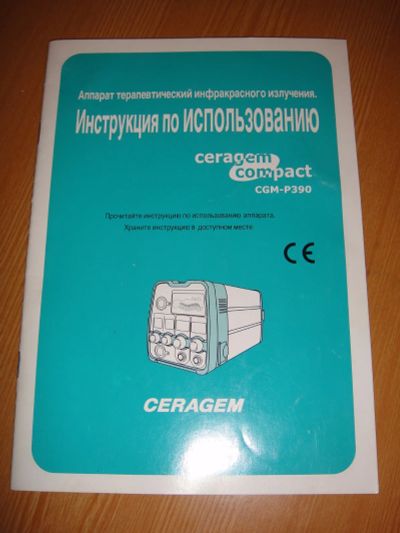 Аппарат терапевтический инфракрасного излучения.
Инструкция по использованию
ceragem
compact
CGM-P390
Прочитайте инструкцию по использованию аппарата.
Храните инструкцию в доступном месте
CE
CERAGEM